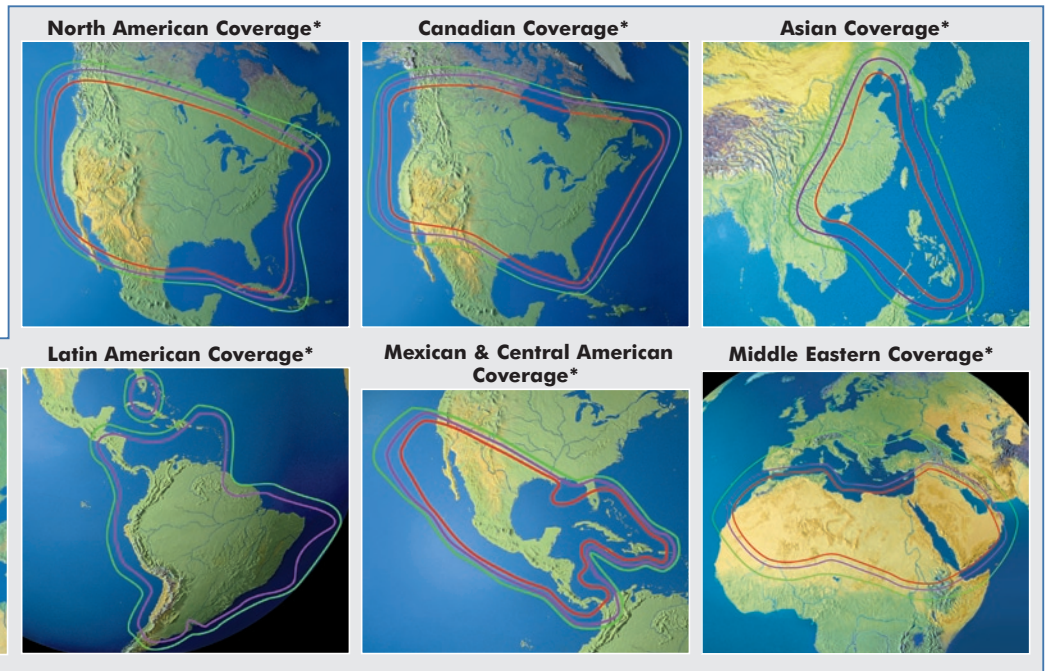 North American Coverage*
Canadian Coverage*
Asian Coverage*
Latin American Coverage*
Mexican & Central American
Coverage*
Middle Eastern Coverage*